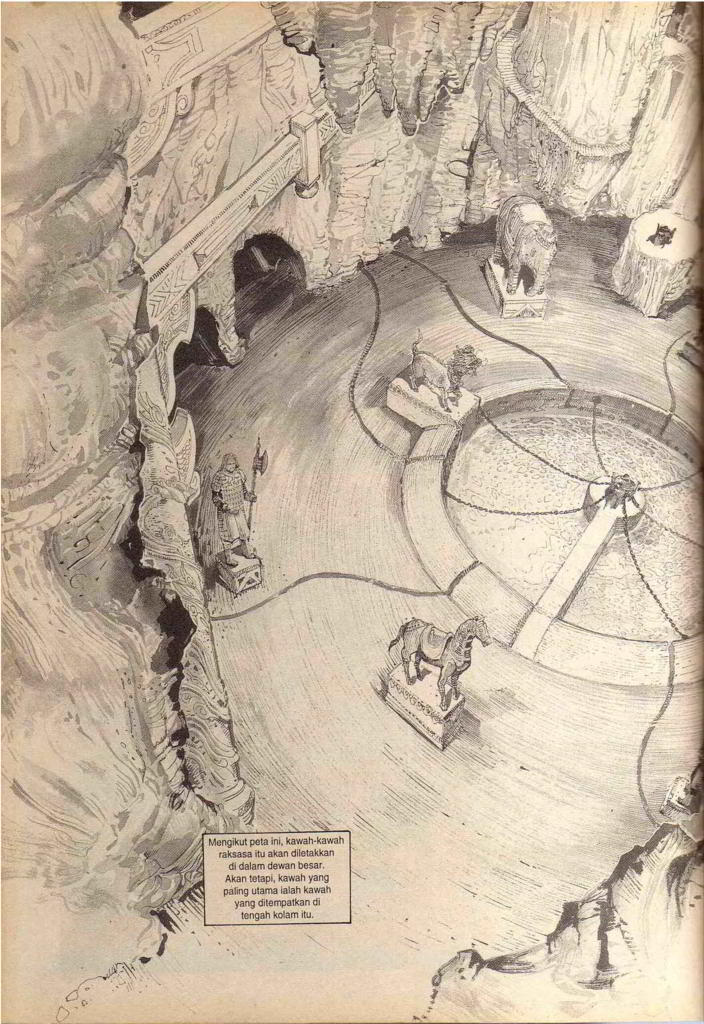 Mengikut peta ini, kawah-kawah
raksasa itu akan diletakkan
di dalam dewan besar.
Akan tetapi, kawah yang
paling utama ialah kawah
yang ditempatkan di
tengah kolam itu.